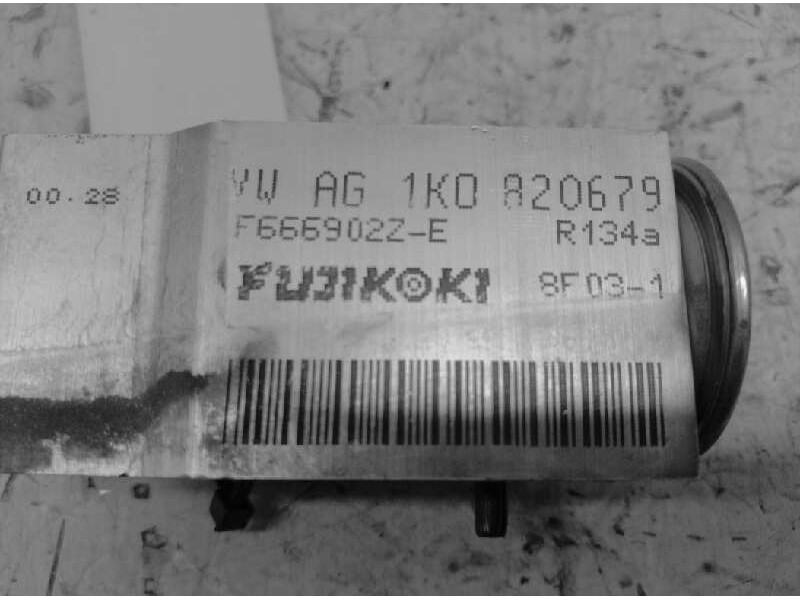 VW AG 1K0 820679
00.28
F666902Z-E R134a
FUJIKOKI 8F03-1